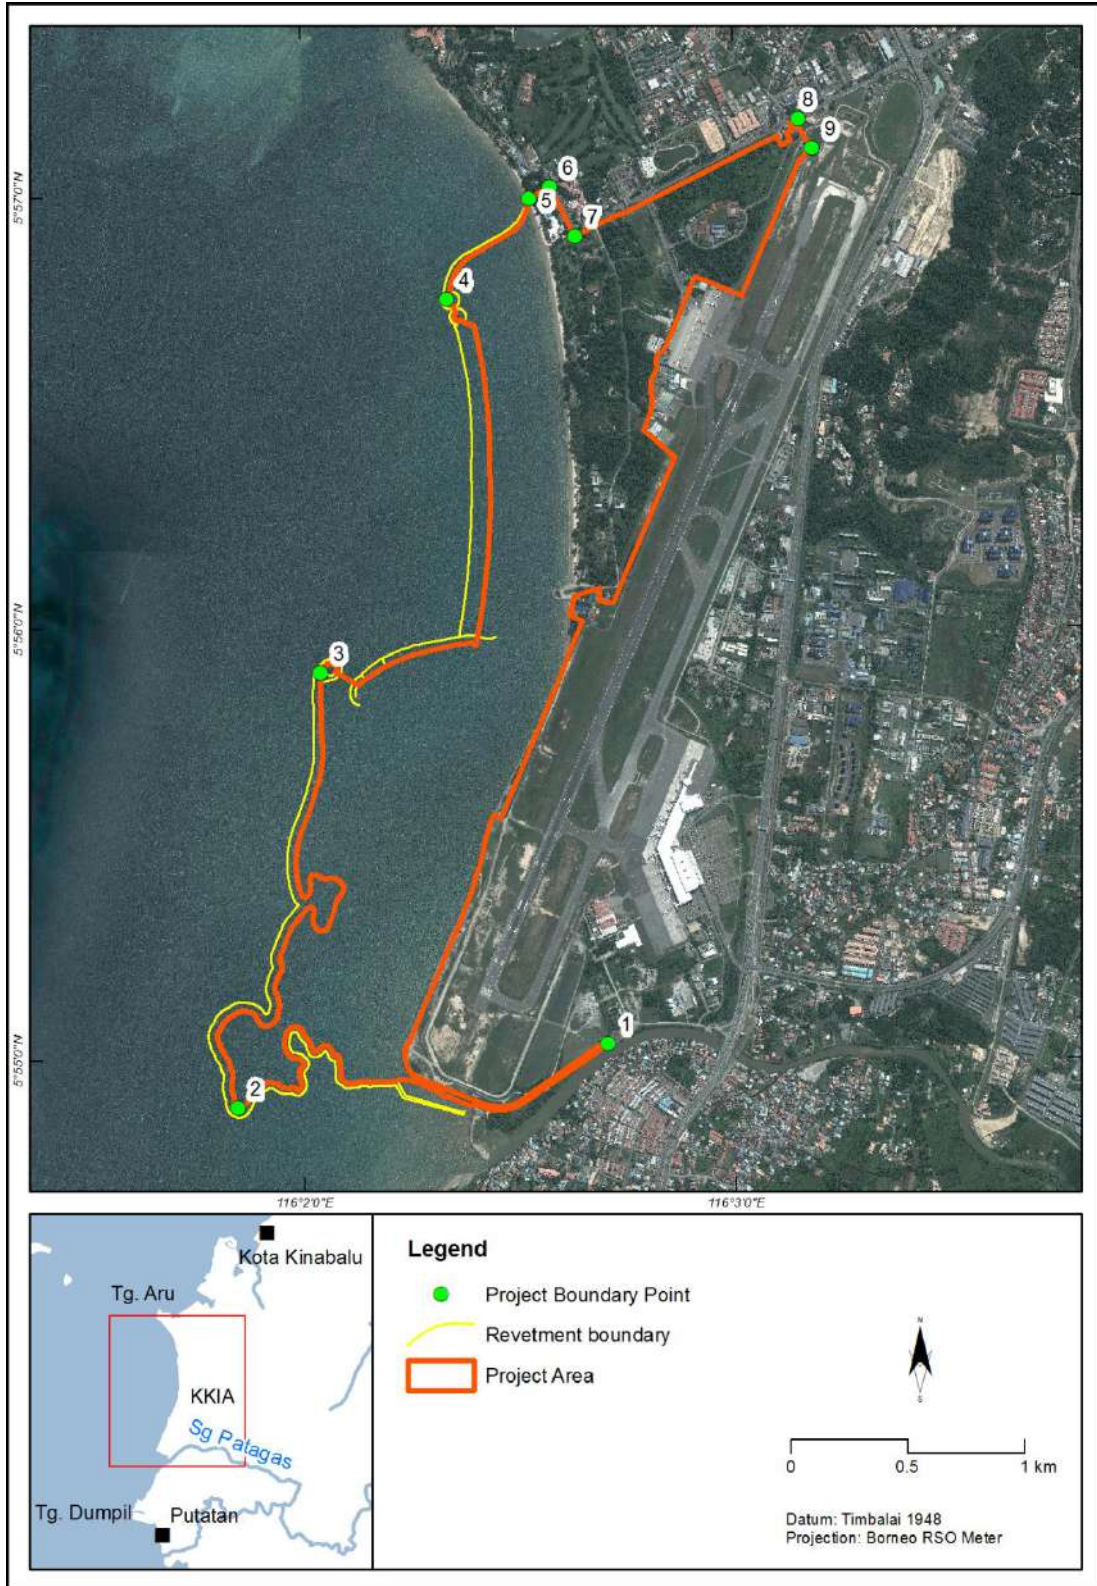 8
9
6
5
7
5°57'0"N
4
5°56'0"N
3
1
5°55'0"N
2
116°2'0"E
116°3'0"E
Kota Kinabalu
Tg. Aru
KKIA
Sg Patagas
Tg. Dumpil
Putatan
Legend
Project Boundary Point
Revetment boundary
Project Area
N
S
0
0.5
1 km
Datum: Timbalai 1948
Projection: Borneo RSO Meter